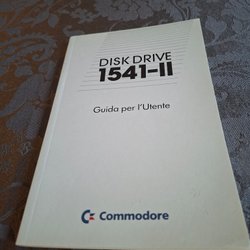 DISK DRIVE
1541-II
Guida per l'Utente
Commodore